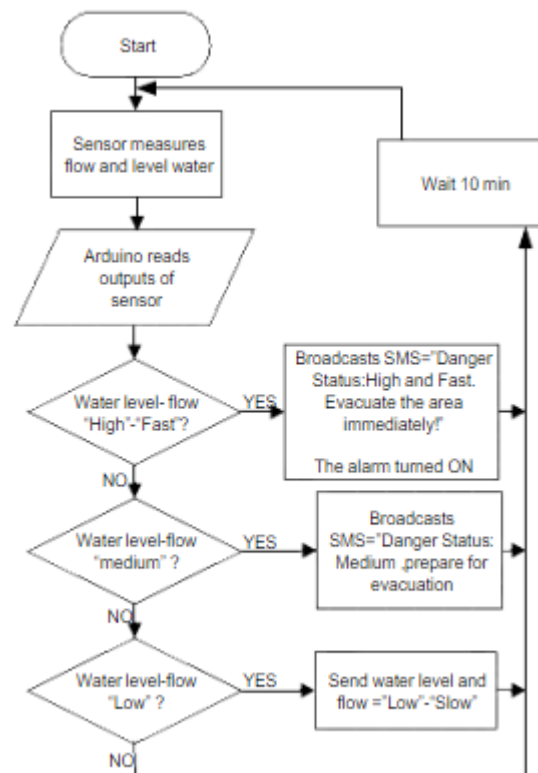 Start
Sensor measures
flow and level water
Wait 10 min
Arduino reads
outputs of
sensor
Water level- flow
“High”-“Fast”?
YES
Broadcasts SMS=”Danger
Status:High and Fast.
Evacuate the area
immediately!”
The alarm turned ON
NO
Water level-flow
“medium” ?
YES
Broadcasts
SMS=”Danger Status:
Medium ,prepare for
evacuation
NO
Water level-flow
“Low” ?
YES
Send water level and
flow =”Low”-“Slow”
NO